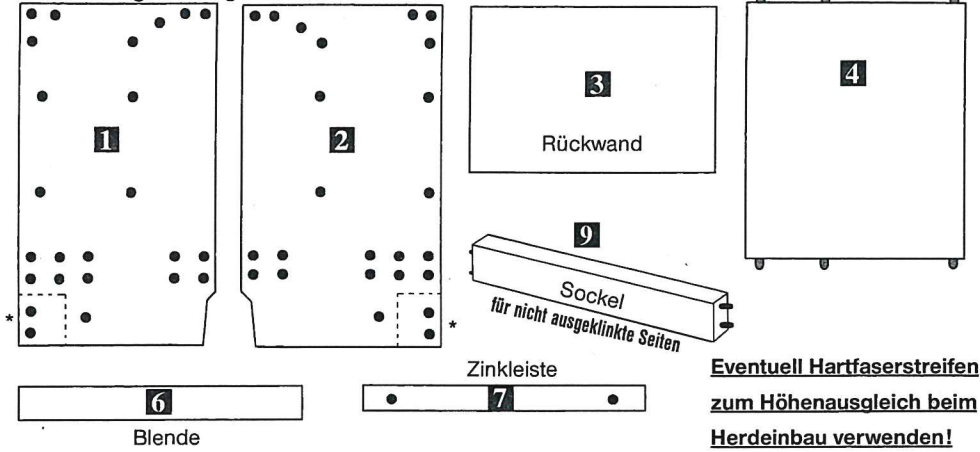 1
2
3
Rückwand
4
9
Sockel
für nicht ausgeklinkte Seiten
*
*
6
Blende
Zinkleiste
7
Eventuell Hartfaserstreifen
zum Höhenausgleich beim
Herdeinbau verwenden!